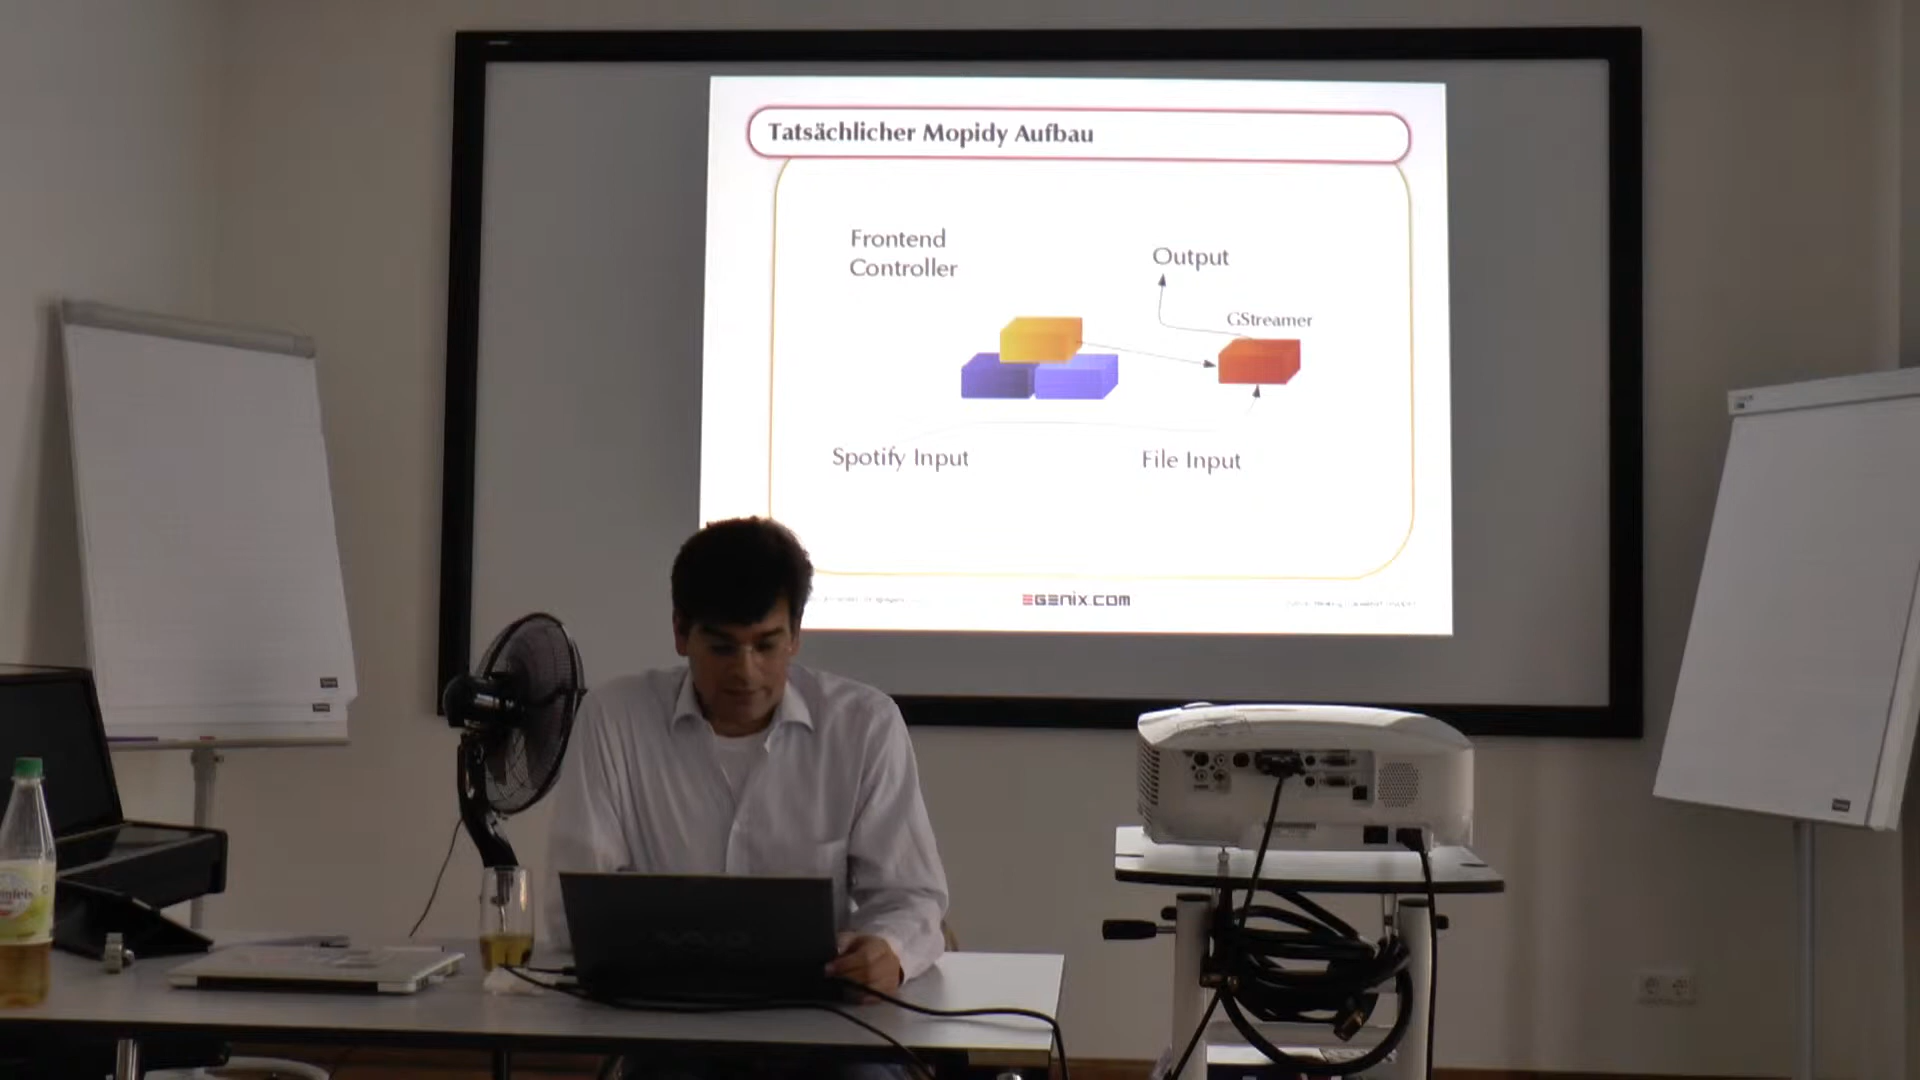 Tatsächlicher Mopidy Aufbau
Frontend
Controller
Output
GStreamer
Spotify Input
File Input
EGENIX.COM